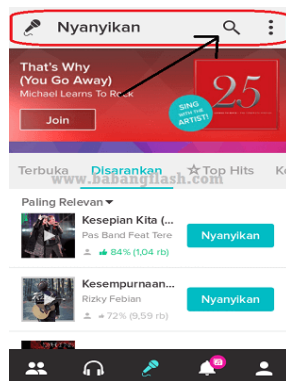 Nyanyikan
That's Why
(You Go Away)
Michael Learns To Rock
Join
SING
WITH THE
ARTIST!
25
Terbuka
Disarankan
☆ Top Hits
www.babangflash.com
Paling Relevan
Kesepian Kita (...
Pas Band Feat Tere
84% (1,04 rb)
Nyanyikan
Kesempurnaan...
Rizky Febian
72% (9,59 rb)
Nyanyikan